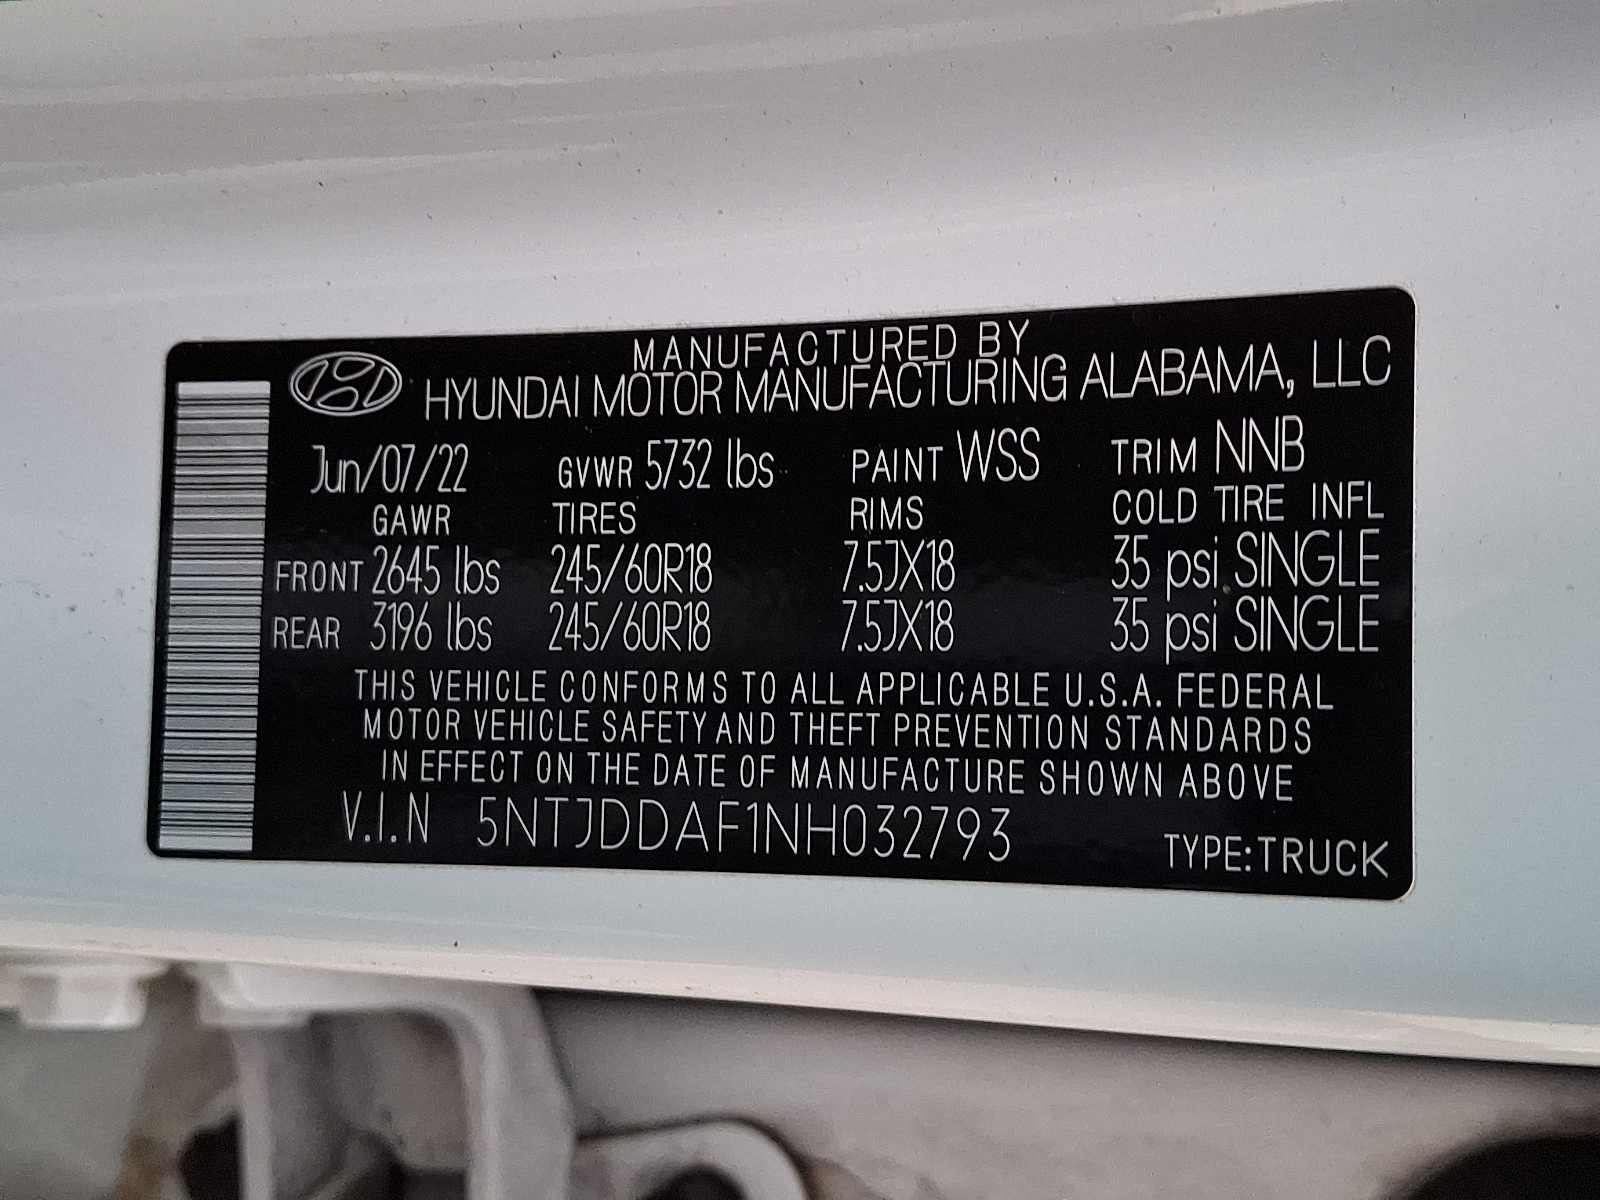 MANUFACTURED BY
HYUNDAI MOTOR MANUFACTURING ALABAMA, LLC
Jun/07/22 GVWR 5732 lbs PAINT WSS TRIM NNB
GAWR TIRES RIMS COLD TIRE INFL
FRONT 2645 lbs 245/60R18 7.5JX18 35 psi SINGLE
REAR 3196 lbs 245/60R18 7.5JX18 35 psi SINGLE
THIS VEHICLE CONFORMS TO ALL APPLICABLE U.S.A. FEDERAL
MOTOR VEHICLE SAFETY AND THEFT PREVENTION STANDARDS
IN EFFECT ON THE DATE OF MANUFACTURE SHOWN ABOVE
V.I.N 5NTJDDAF1NH032793 TYPE:TRUCK